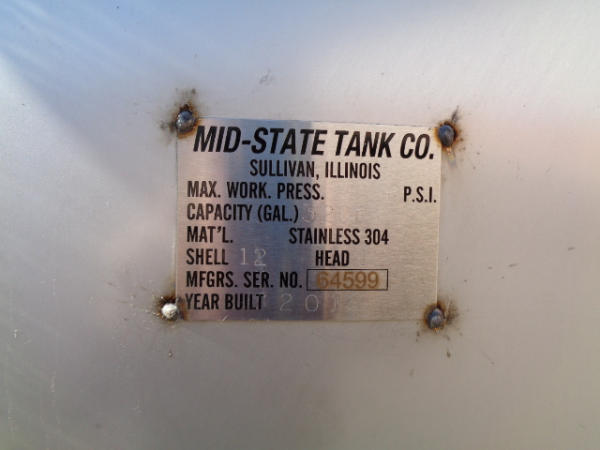 MID-STATE TANK CO.
SULLIVAN, ILLINOIS
MAX. WORK. PRESS. P.S.I.
CAPACITY (GAL.)
MAT'L. STAINLESS 304
SHELL 12 HEAD
MFGRS. SER. NO. 64599
YEAR BUILT